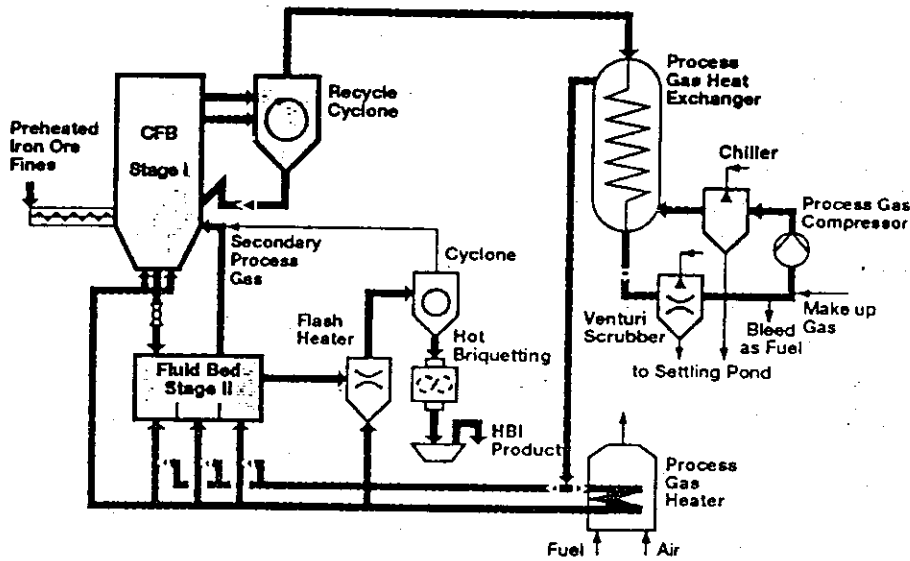 Process
Gas Heat
Exchanger
Recycle
Cyclone
CFB
Stage I
Preheated
Iron Ore
Fines
Chiller
Process Gas
Compressor
Secondary
Process
Gas
Cyclone
Flash
Heater
Hot
Briquetting
Venturi
Scrubber
Make up
Gas
Bleed
as Fuel
to Settling Pond
Fluid Bed
Stage II
HBI
Product
Process
Gas
Heater
Fuel
Air